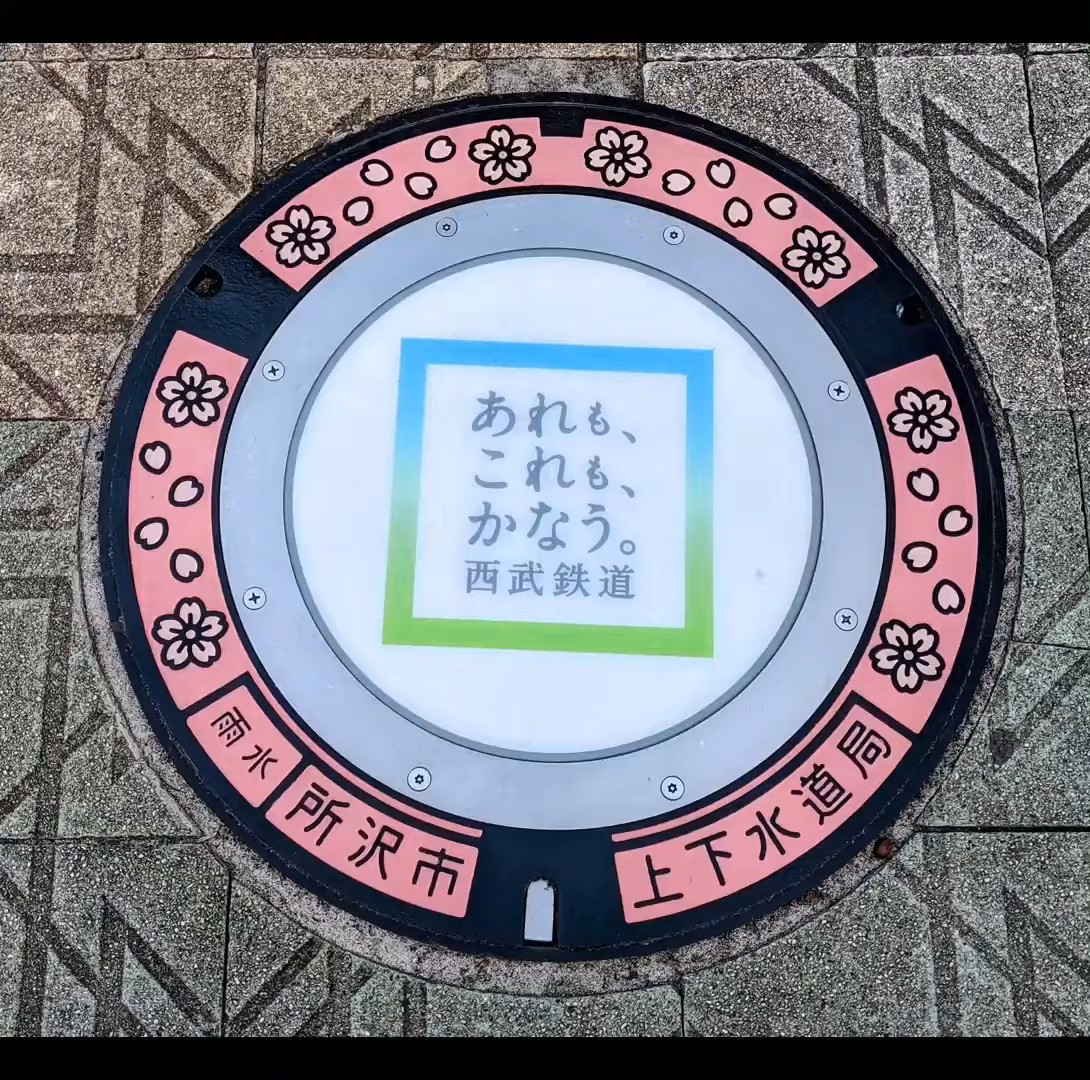 あれも、
これも、
かなう。
西武鉄道
雨水
所沢市
上下水道局